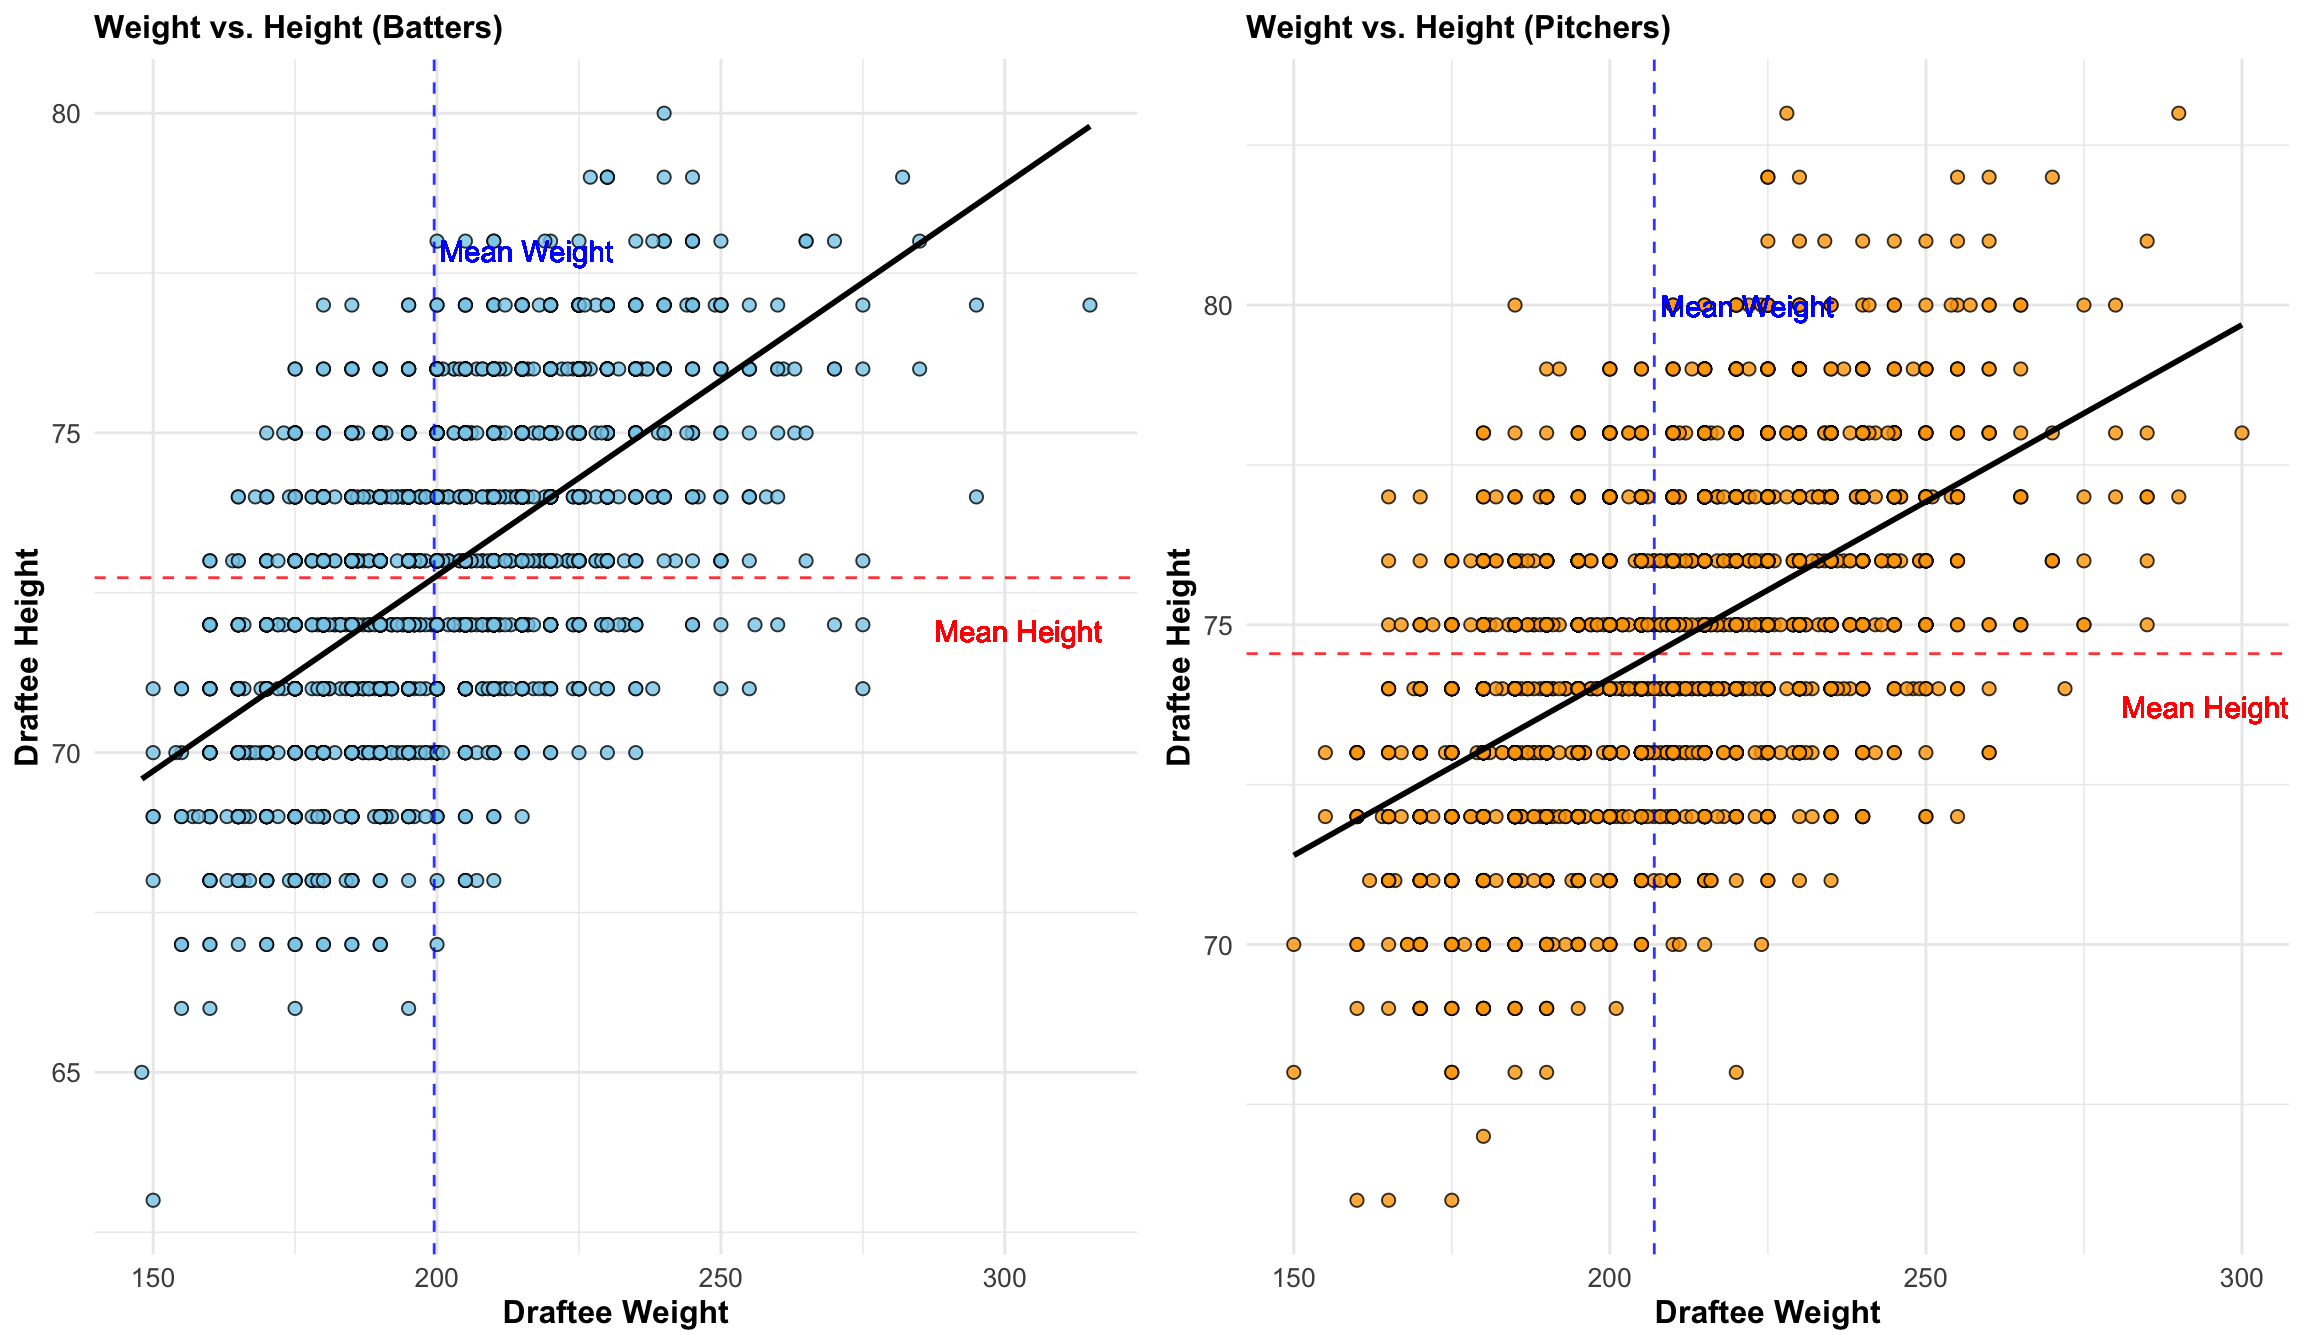 Weight vs. Height (Batters)
80
75
70
65
Draftee Height
Mean Weight
Mean Height
150
200
250
300
Draftee Weight
Weight vs. Height (Pitchers)
80
75
70
Draftee Height
Mean Weight
Mean Height
150
200
250
300
Draftee Weight